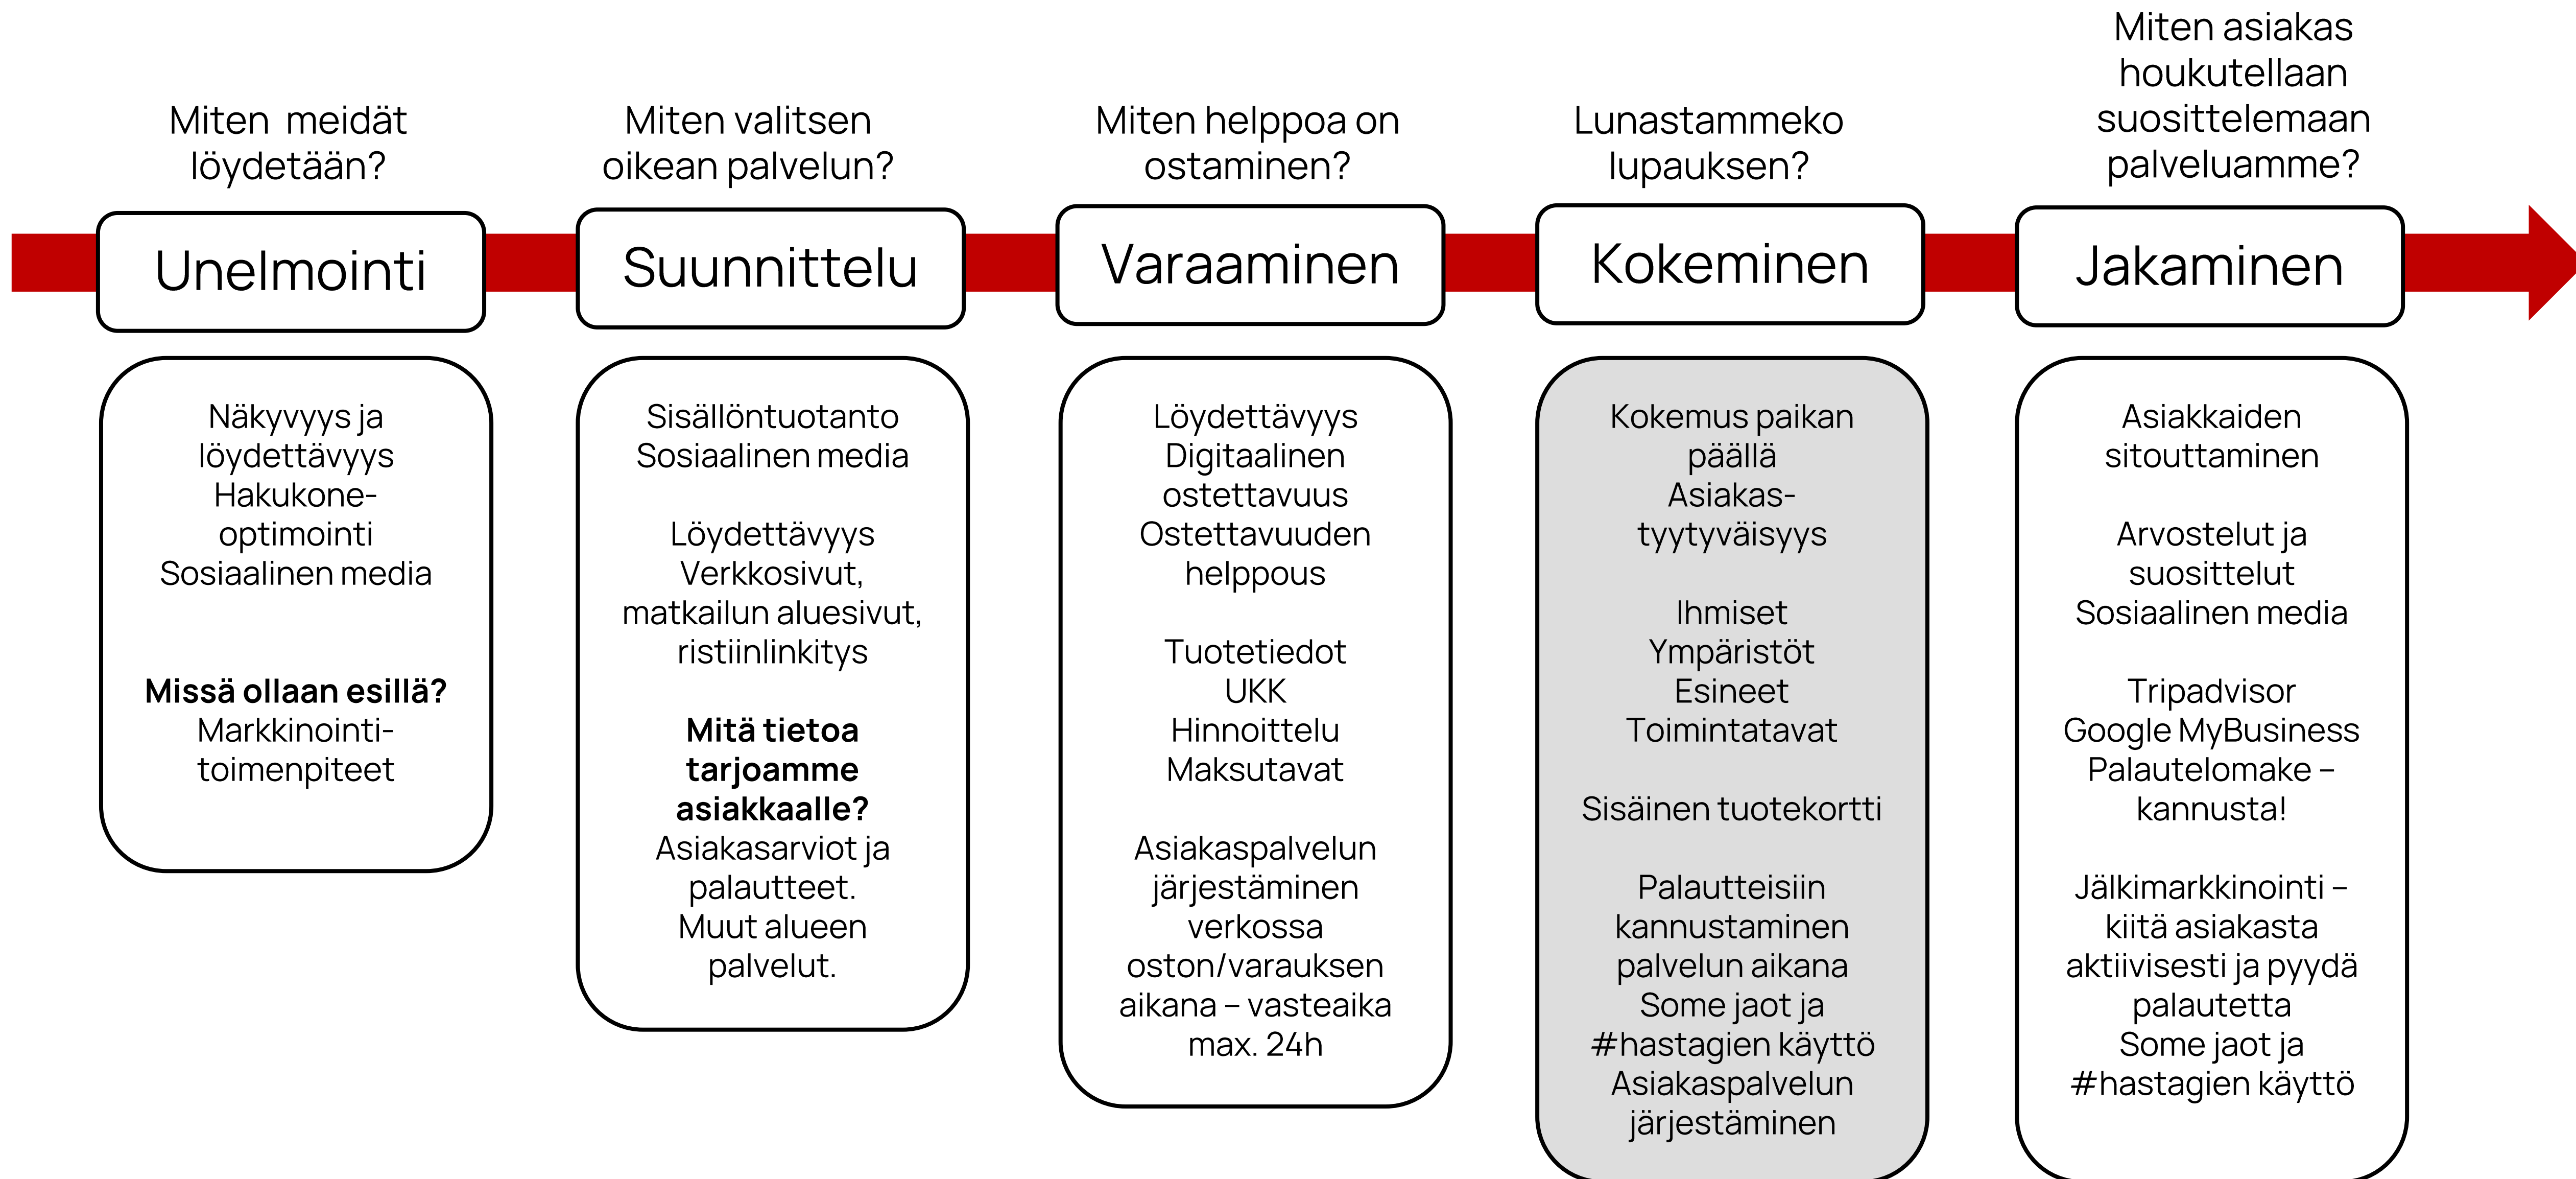 Miten meidät
löydetään?
Miten valitsen
oikean palvelun?
Miten helppoa on
ostaminen?
Lunastammeko
lupauksen?
Miten asiakas
houkutellaan
suosittelemaan
palveluamme?
Unelmointi
Suunnittelu
Varaaminen
Kokeminen
Jakaminen
Näkyvyys ja
löydettävyys
Hakukone-
optimointi
Sosiaalinen media
Missä ollaan esillä?
Markkinointi-
toimenpiteet
Sisällöntuotanto
Sosiaalinen media
Löydettävyys
Verkkosivut,
matkailun aluesivut,
ristiinlinkitys
Mitä tietoa
tarjoamme
asiakkaalle?
Asiakasarviot ja
palautteet.
Muut alueen
palvelut.
Löydettävyys
Digitaalinen
ostettavuus
Ostettavuuden
helppous
Tuotetiedot
UKK
Hinnoittelu
Maksutavat
Asiakaspalvelun
järjestäminen
verkossa
oston/varauksen
aikana – vasteaika
max. 24h
Kokemus paikan
päällä
Asiakas-
tyytyväisyys
Ihmiset
Ympäristöt
Esineet
Toimintatavat
Sisäinen tuotekortti
Palautteisiin
kannustaminen
palvelun aikana
Some jaot ja
#hastagien käyttö
Asiakaspalvelun
järjestäminen
Asiakkaiden
sitouttaminen
Arvostelut ja
suosittelut
Sosiaalinen media
Tripadvisor
Google MyBusiness
Palautelomake –
kannusta!
Jälkimarkkinointi –
kiitä asiakasta
aktiivisesti ja pyydä
palautetta
Some jaot ja
#hastagien käyttö